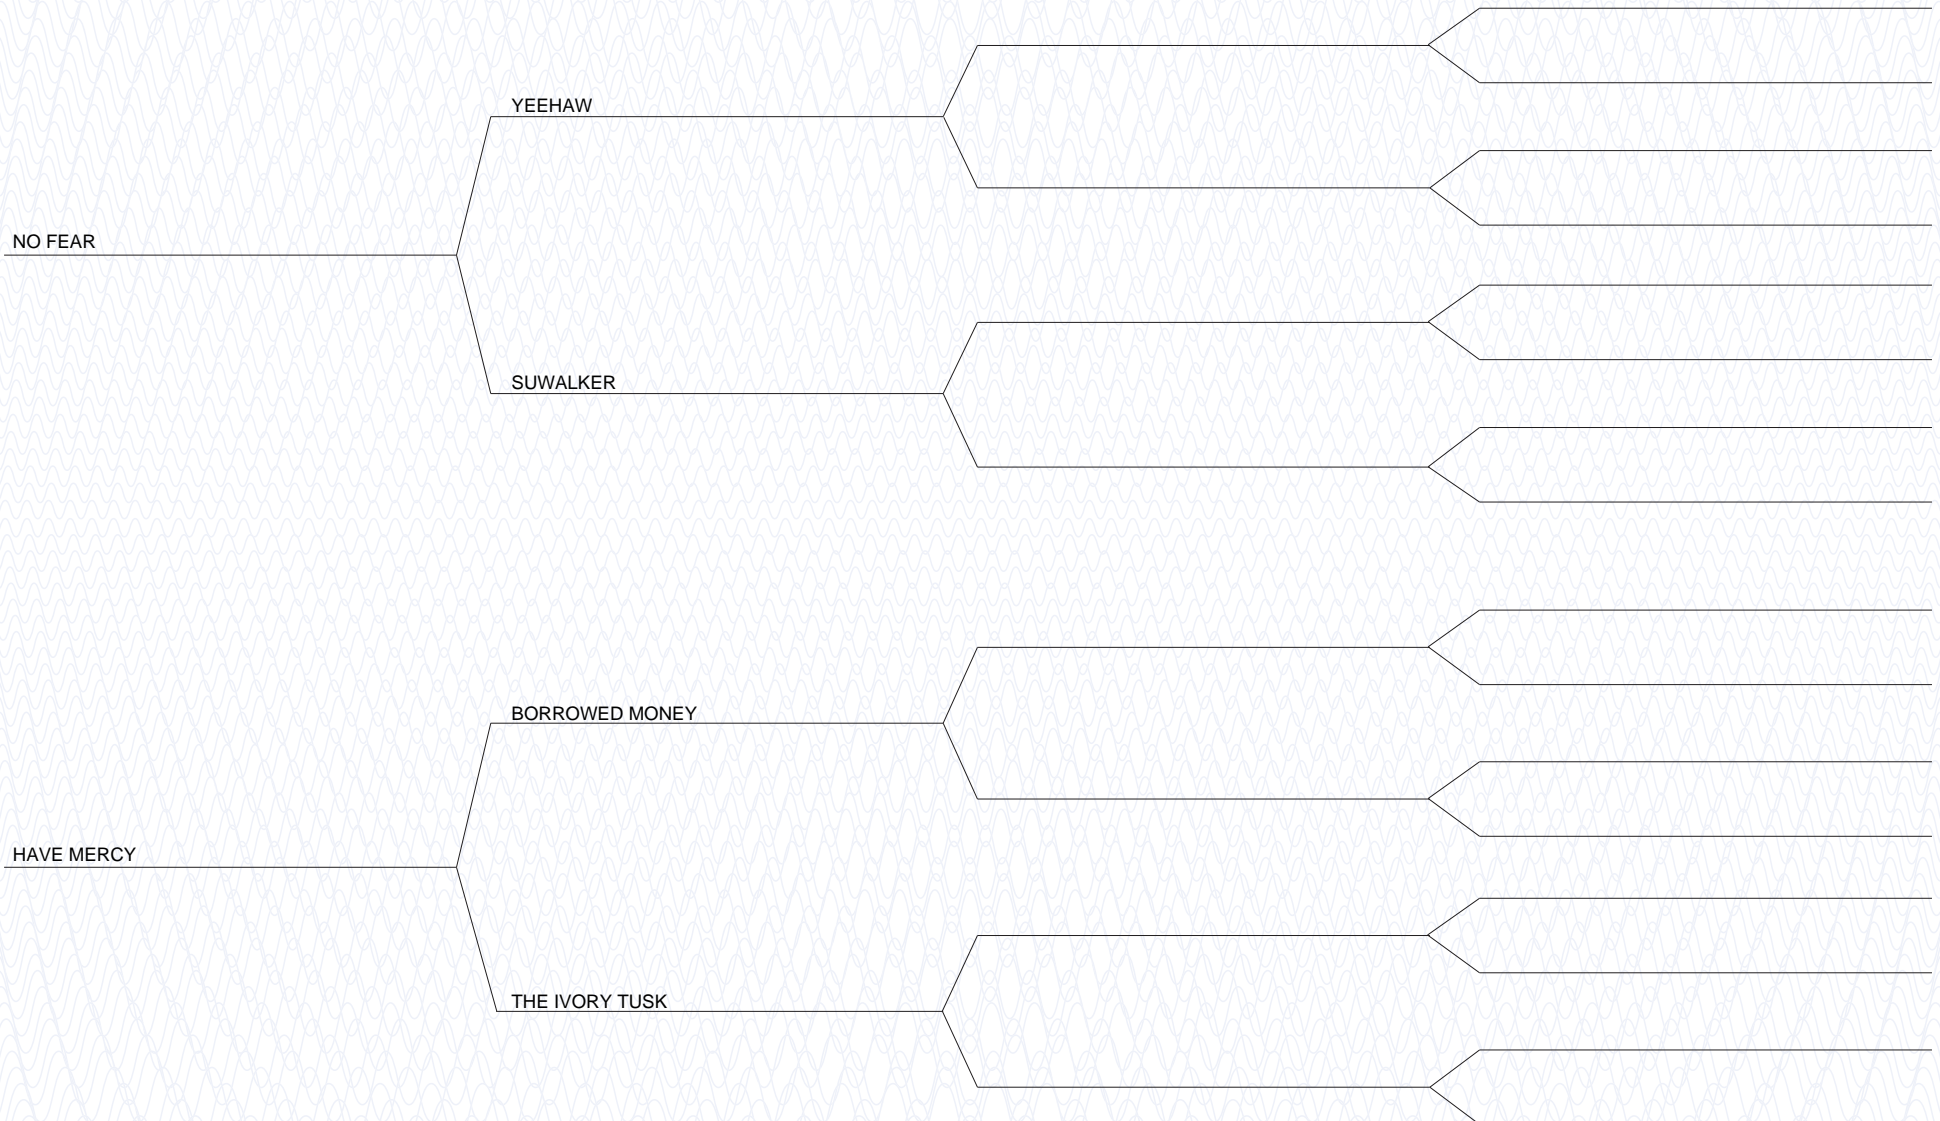 YEEHAW
NO FEAR
SUWALKER
BORROWED MONEY
HAVE MERCY
THE IVORY TUSK